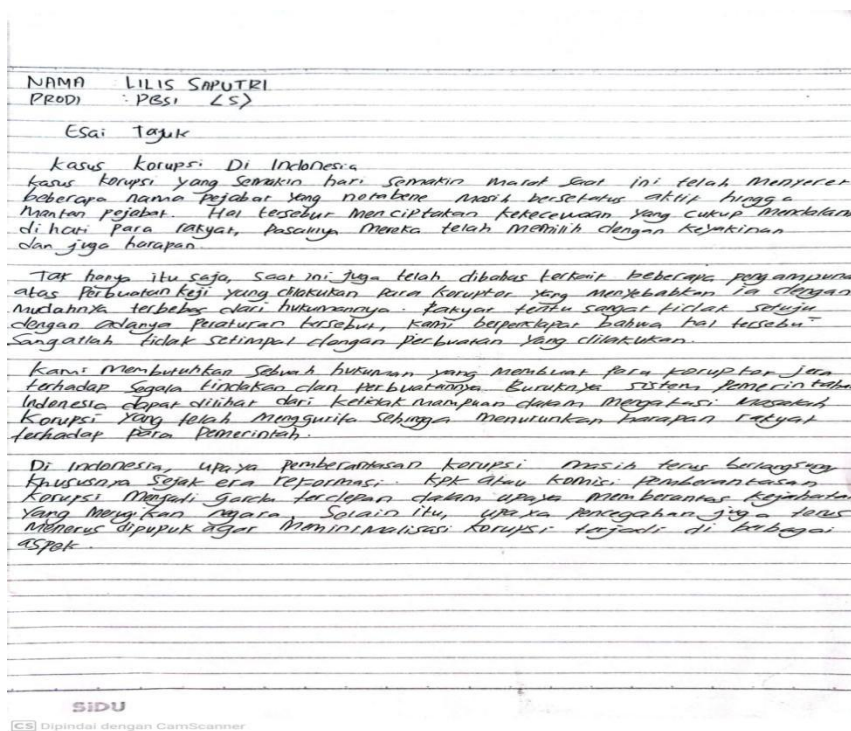 NAMA LILIS SAPUTRI
PRODI : PBSI (S)
Esai Tajuk
Kasus Korupsi Di Indonesia
Kasus Korupsi yang semakin hari semakin marat saat ini telah menyeret
beberapa nama pejabat yang notabene masih bersetatus aktif hingga
mantan pejabat. Hal tersebut menciptakan kekecewaan yang cukup mendalam
di hati para rakyat, pasalnya mereka telah memilih dengan keyakinan
dan juga harapan.
Tak hanya itu saja, saat ini juga telah dibahas terkait beberapa pengampuna
atas perbuatan keji yang dilakukan para koruptor yang menyebabkan ia dengan
mudahnya terbebas dari hukumannya. Rakyat tentu sangat tidak setuju
dengan adanya peraturan tersebut, kami berpendapat bahwa hal tersebut
sangatlah tidak setimpal dengan perbuatan yang dilakukan.
Kami membutuhkan sebuah hukuman yang membuat para koruptor jera
terhadap segala tindakan dan perbuatannya. Buruknya sistem pemerintaha
Indonesia dapat dilihat dari ketidak mampuan dalam mengatasi masalah
Korupsi yang telah menggurita sehingga menurunkan harapan rakyat
terhadap para pemerintah.
Di Indonesia, upaya pemberantasan korupsi masih terus berlangsung
khususnya sejak era reformasi. KPK atau komisi pemberantasan
korupsi menjadi garda terdepan dalam upaya memberantas kejahata
yang merugikan negara. Selain itu, upaya pencegahan juga terus
menerus dipupuk agar meminimalisasi korupsi terjadi di berbagai
aspek.
SiDU
CS Dipindai dengan CamScanner